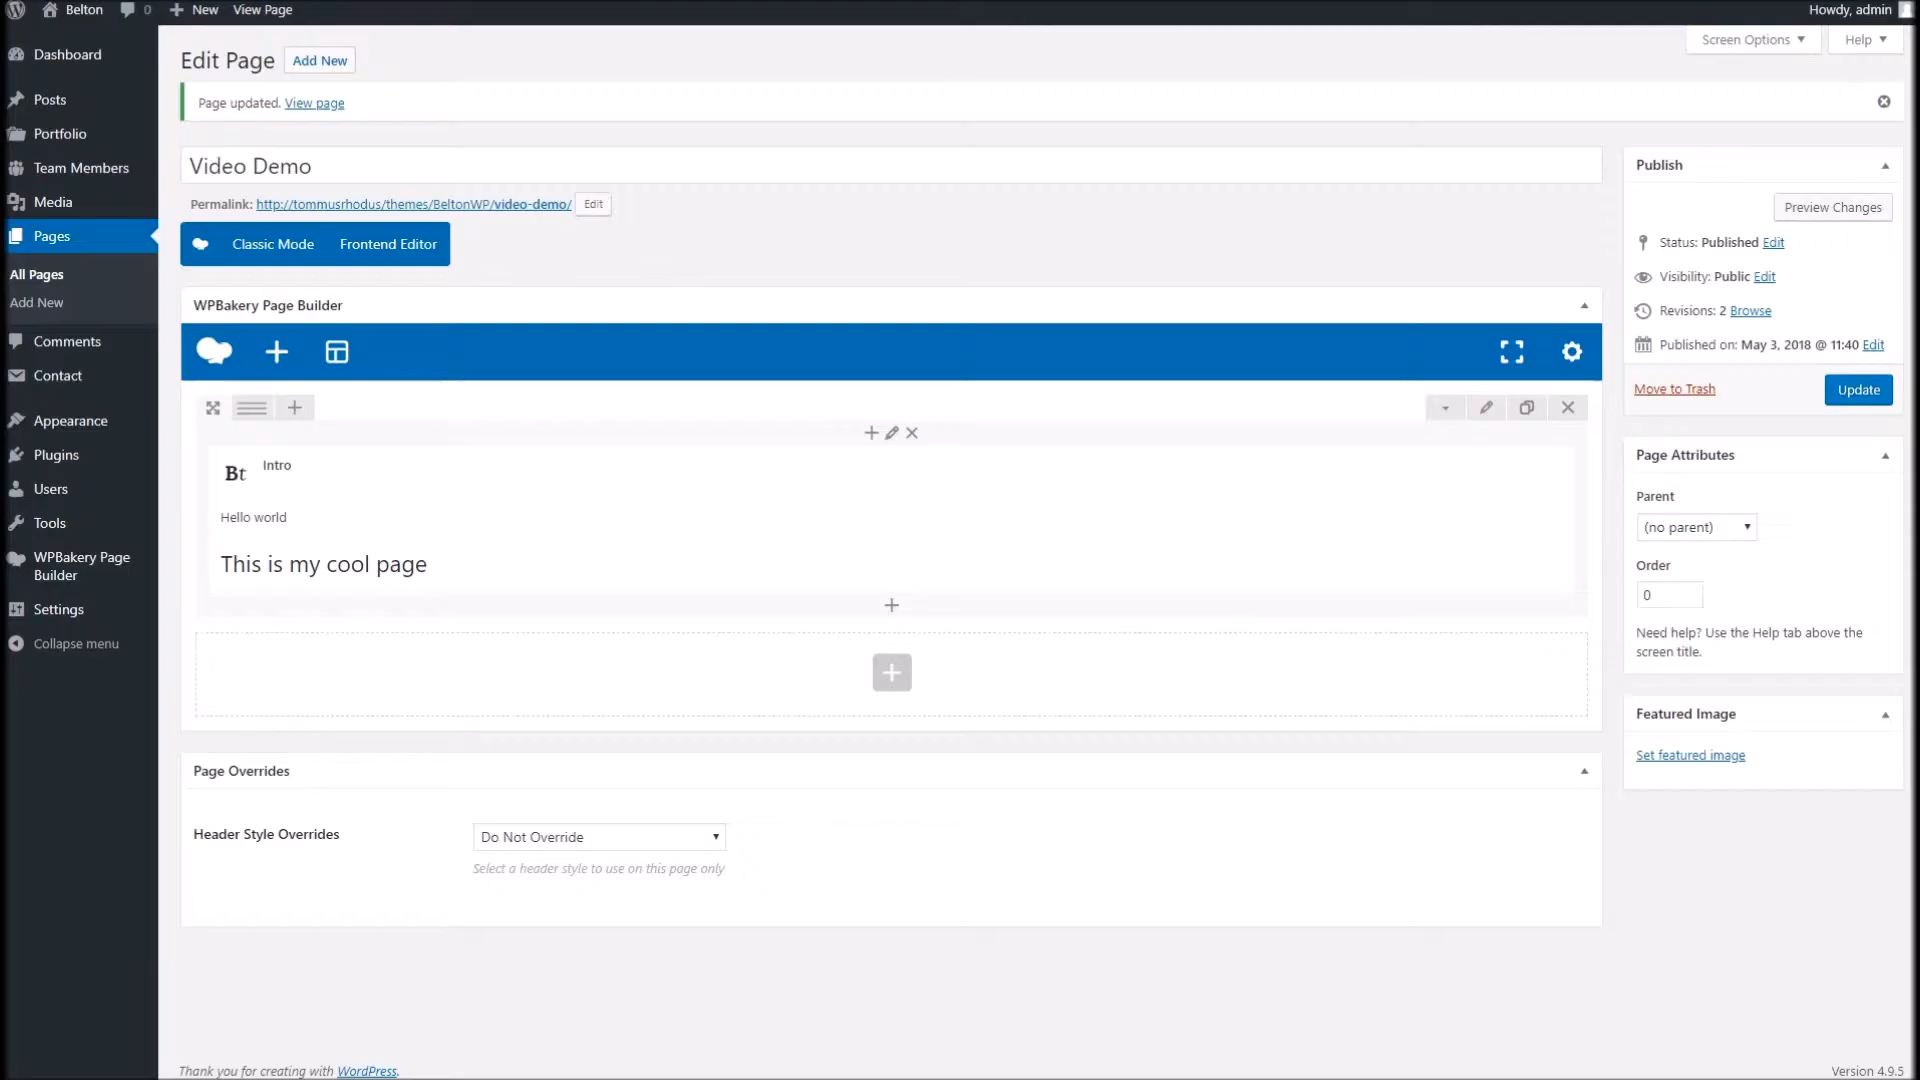 Belton
0
New
View Page
Howdy, admin
Dashboard
Posts
Portfolio
Team Members
Media
Pages
All Pages
Add New
Comments
Contact
Appearance
Plugins
Users
Tools
WPBakery Page
Builder
Settings
Collapse menu
Screen Options
Help
Edit Page
Add New
Page updated. View page
Video Demo
Permalink: http://tommusrhodus/themes/BeltonWP/video-demo/
Edit
Classic Mode
Frontend Editor
WPBakery Page Builder
Bt
Intro
Hello world
This is my cool page
Page Overrides
Header Style Overrides
Do Not Override
Select a header style to use on this page only
Publish
Preview Changes
Status: Published Edit
Visibility: Public Edit
Revisions: 2 Browse
Published on: May 3, 2018 @ 11:40 Edit
Move to Trash
Update
Page Attributes
Parent
(no parent)
Order
0
Need help? Use the Help tab above the
screen title.
Featured Image
Set featured image
Thank you for creating with WordPress.
Version 4.9.5